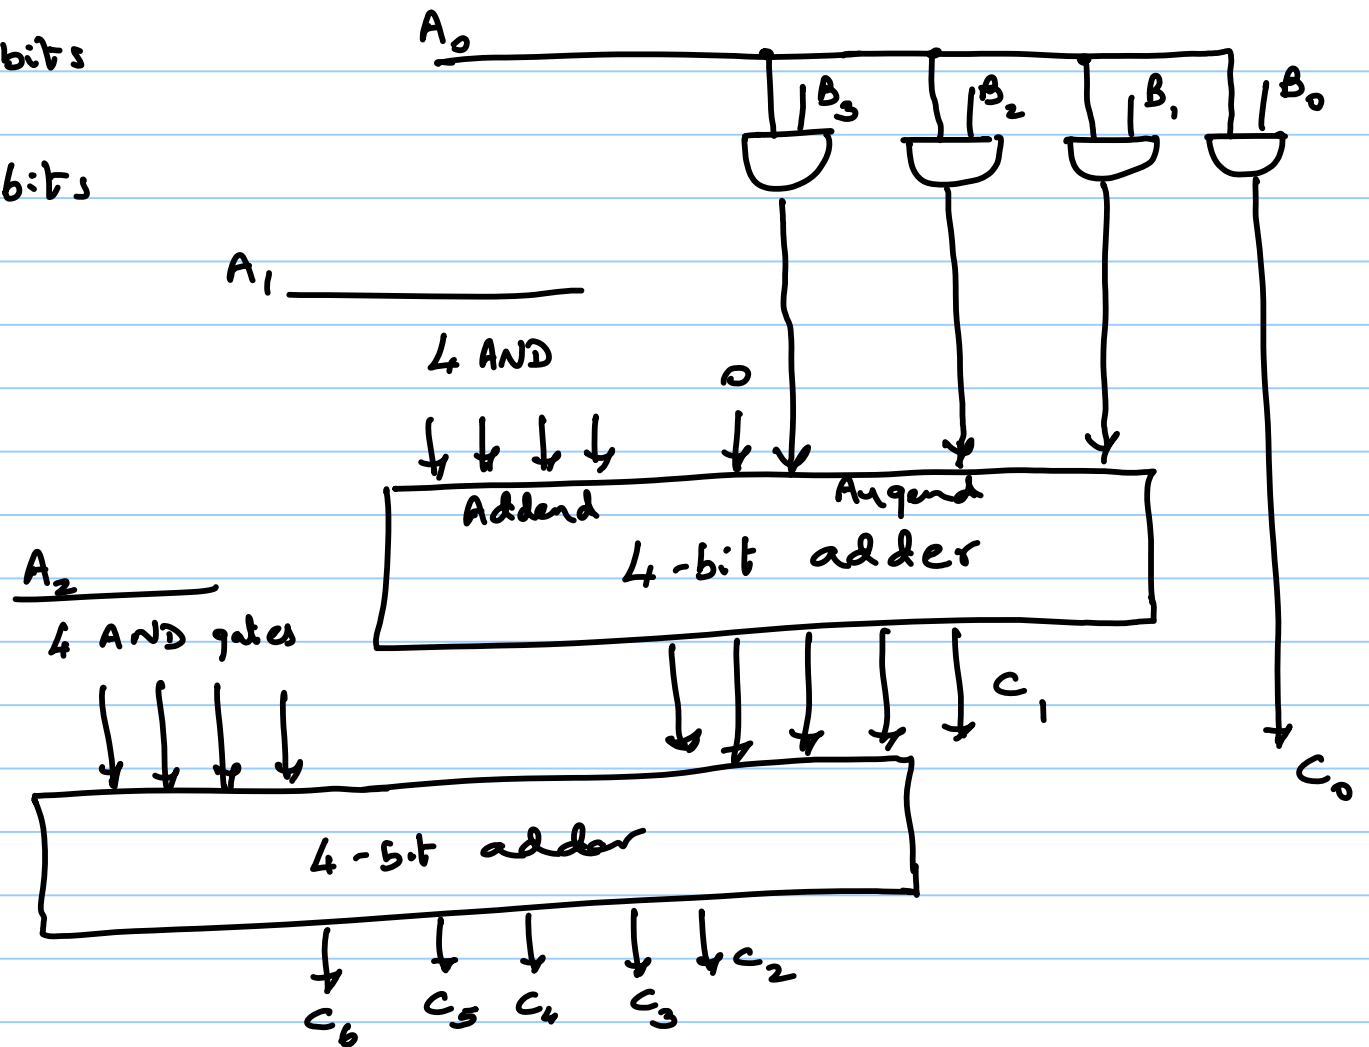 bits
A₀
B₃ B₂ B₁ B₀
bits
A₁
4 AND
0
Addend Augend
4-bit adder
A₂
4 AND gates
C₁
C₀
4-bit adder
C₂
C₆ C₅ C₄ C₃